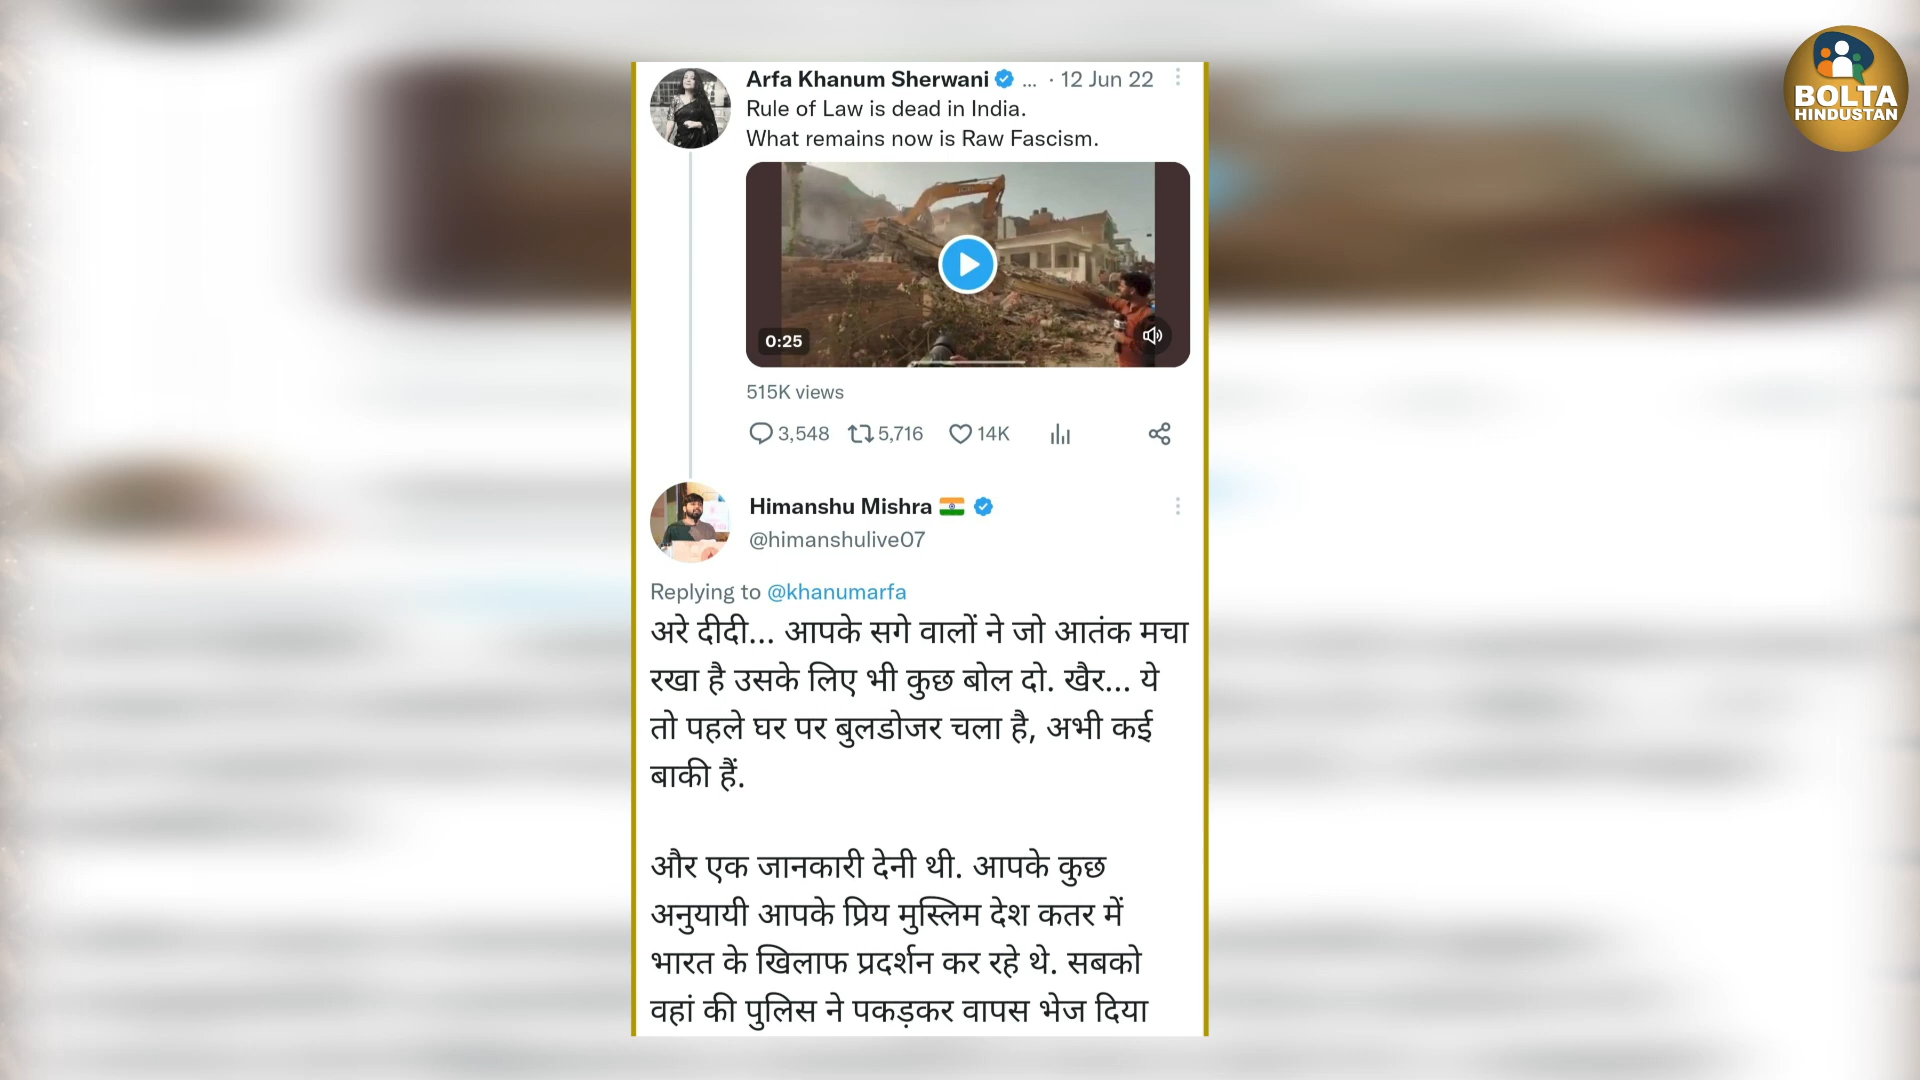 BOLTA
HINDUSTAN
Arfa Khanum Sherwani ... · 12 Jun 22
Rule of Law is dead in India.
What remains now is Raw Fascism.
0:25
515K views
3,548 5,716 14K
Himanshu Mishra
@himanshulive07
Replying to @khanumarfa
अरे दीदी... आपके सगे वालों ने जो आतंक मचा
रखा है उसके लिए भी कुछ बोल दो. खैर... ये
तो पहले घर पर बुलडोजर चला है, अभी कई
बाकी हैं.
और एक जानकारी देनी थी. आपके कुछ
अनुयायी आपके प्रिय मुस्लिम देश कतर में
भारत के खिलाफ प्रदर्शन कर रहे थे. सबको
वहां की पुलिस ने पकड़कर वापस भेज दिया